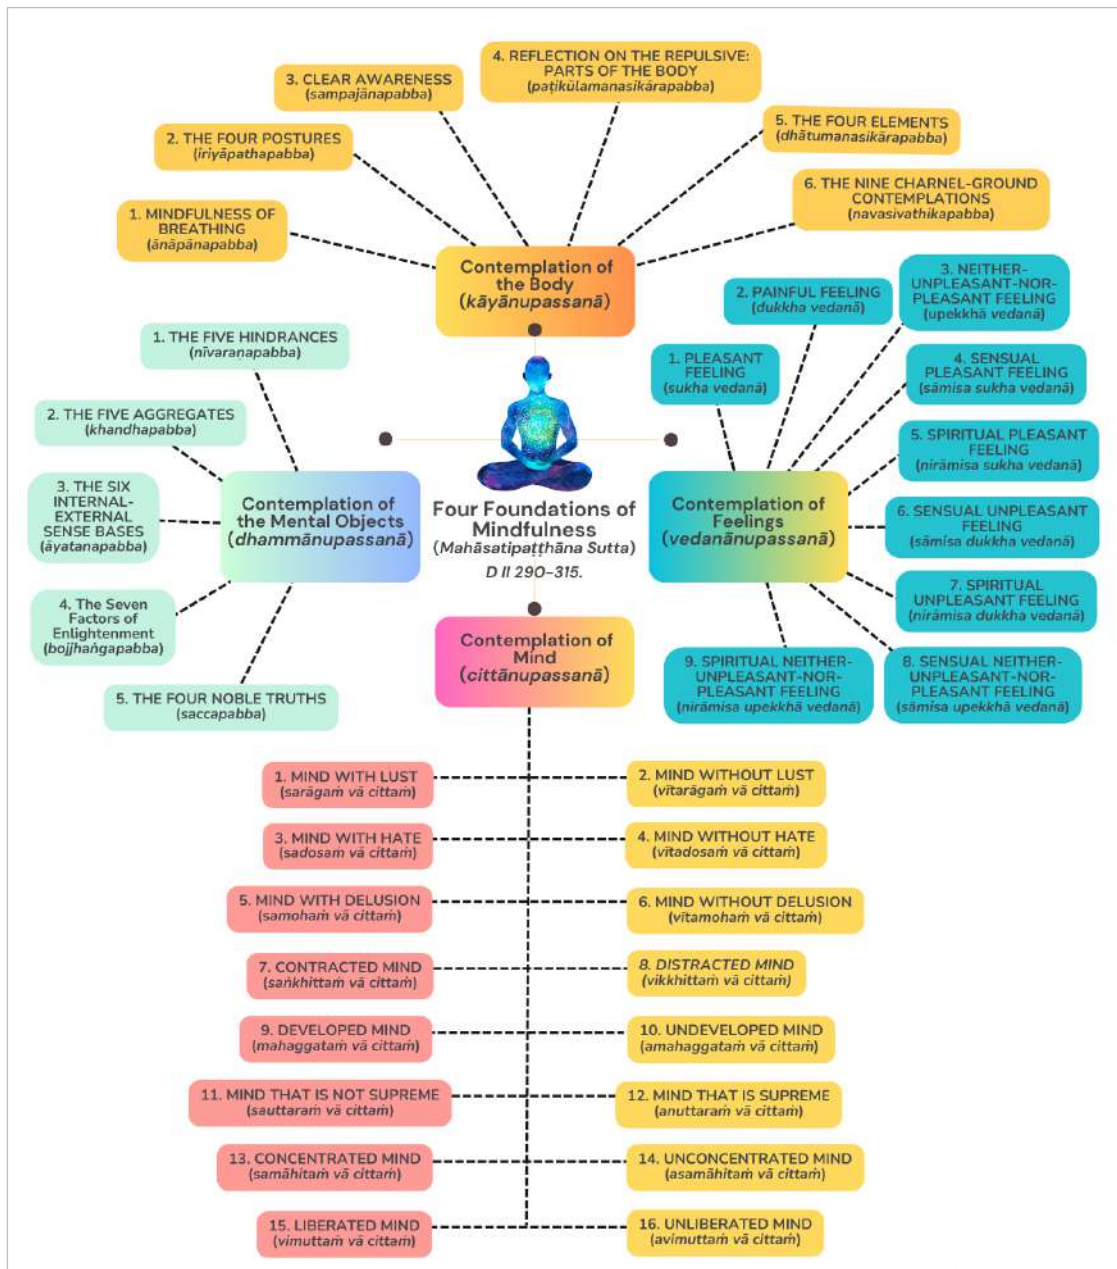 4. REFLECTION ON THE REPULSIVE:
PARTS OF THE BODY
(paṭikūlamanasikārapabba)
3. CLEAR AWARENESS
(sampajānapabba)
5. THE FOUR ELEMENTS
(dhātumanasikārapabba)
2. THE FOUR POSTURES
(iriyāpathapabba)
6. THE NINE CHARNEL-GROUND
CONTEMPLATIONS
(navasivathikapabba)
1. MINDFULNESS OF
BREATHING
(ānāpānapabba)
Contemplation of
the Body
(kāyānupassanā)
3. NEITHER-
UNPLEASANT-NOR-
PLEASANT FEELING
(upekkhā vedanā)
2. PAINFUL FEELING
(dukkha vedanā)
1. PLEASANT
FEELING
(sukha vedanā)
4. SENSUAL
PLEASANT FEELING
(sāmisa sukha vedanā)
5. SPIRITUAL PLEASANT
FEELING
(nirāmisa sukha vedanā)
6. SENSUAL UNPLEASANT
FEELING
(sāmisa dukkha vedanā)
7. SPIRITUAL
UNPLEASANT FEELING
(nirāmisa dukkha vedanā)
8. SENSUAL NEITHER-
UNPLEASANT-NOR-
PLEASANT FEELING
(sāmisa upekkhā vedanā)
9. SPIRITUAL NEITHER-
UNPLEASANT-NOR-
PLEASANT FEELING
(nirāmisa upekkhā vedanā)
Contemplation of
Feelings
(vedanānupassanā)
1. THE FIVE HINDRANCES
(nīvaraṇapabba)
2. THE FIVE AGGREGATES
(khandhapabba)
3. THE SIX
INTERNAL-
EXTERNAL
SENSE BASES
(āyatanapabba)
4. The Seven
Factors of
Enlightenment
(bojjhaṅgapabba)
5. THE FOUR NOBLE TRUTHS
(saccapabba)
Contemplation of
the Mental Objects
(dhammānupassanā)
Four Foundations of
Mindfulness
(Mahāsatipaṭṭhāna Sutta)
D II 290-315.
Contemplation of
Mind
(cittānupassanā)
1. MIND WITH LUST
(sarāgaṁ vā cittaṁ)
2. MIND WITHOUT LUST
(vītarāgaṁ vā cittaṁ)
3. MIND WITH HATE
(sadosaṁ vā cittaṁ)
4. MIND WITHOUT HATE
(vītadosaṁ vā cittaṁ)
5. MIND WITH DELUSION
(samohaṁ vā cittaṁ)
6. MIND WITHOUT DELUSION
(vītamohaṁ vā cittaṁ)
7. CONTRACTED MIND
(saṅkhittaṁ vā cittaṁ)
8. DISTRACTED MIND
(vikkhittaṁ vā cittaṁ)
9. DEVELOPED MIND
(mahaggataṁ vā cittaṁ)
10. UNDEVELOPED MIND
(amahaggataṁ vā cittaṁ)
11. MIND THAT IS NOT SUPREME
(sauttaraṁ vā cittaṁ)
12. MIND THAT IS SUPREME
(anuttaraṁ vā cittaṁ)
13. CONCENTRATED MIND
(samāhitaṁ vā cittaṁ)
14. UNCONCENTRATED MIND
(asamāhitaṁ vā cittaṁ)
15. LIBERATED MIND
(vimuttaṁ vā cittaṁ)
16. UNLIBERATED MIND
(avimuttaṁ vā cittaṁ)